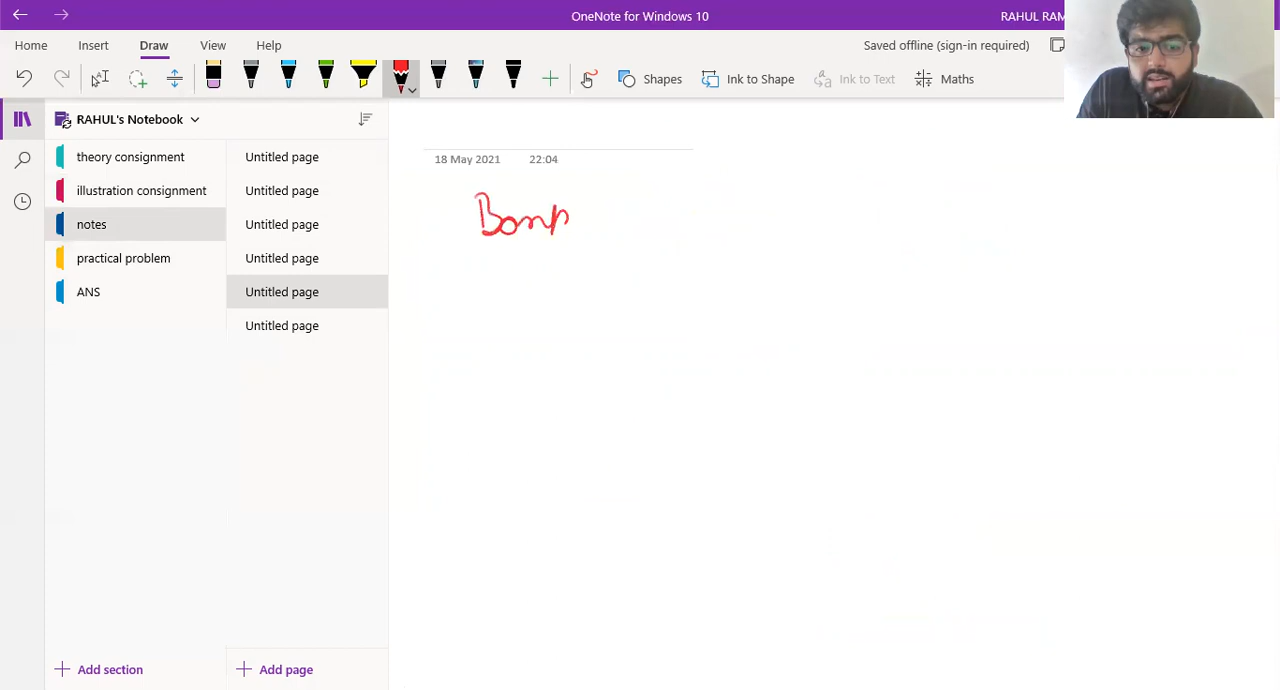 OneNote for Windows 10
RAHUL RAM
Home Insert Draw View Help
Saved offline (sign-in required)
Shapes Ink to Shape Ink to Text Maths
RAHUL's Notebook
theory consignment
illustration consignment
notes
practical problem
ANS
Untitled page
Untitled page
Untitled page
Untitled page
Untitled page
Untitled page
18 May 2021 22:04
Bomp
Add section
Add page